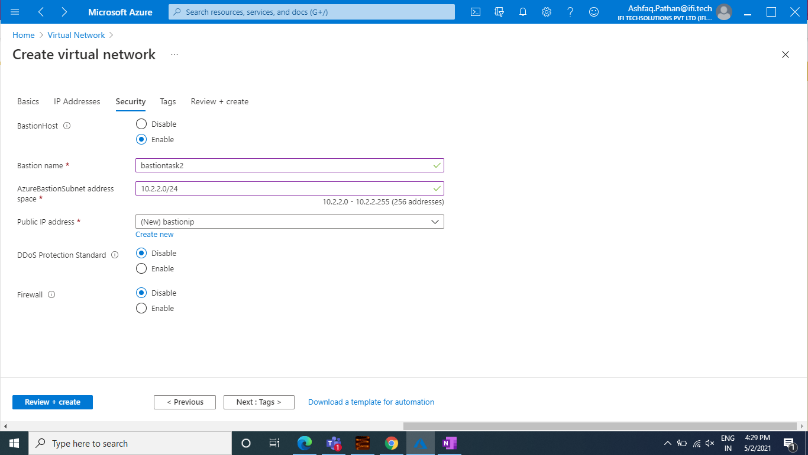 Microsoft Azure
Search resources, services, and docs (G+/)
Ashfaq.Pathan@ifi.tech
IFI TECHSOLUTIONS PVT LTD (IFI....
Home > Virtual Network >
Create virtual network ...
Basics IP Addresses Security Tags Review + create
BastionHost
Disable
Enable
Bastion name *
bastiontask2
AzureBastionSubnet address space *
10.2.2.0/24
10.2.2.0 - 10.2.2.255 (256 addresses)
Public IP address *
(New) bastionip
Create new
DDoS Protection Standard
Disable
Enable
Firewall
Disable
Enable
Review + create
< Previous
Next : Tags >
Download a template for automation
Type here to search
ENG
IN
4:29 PM
5/2/2021